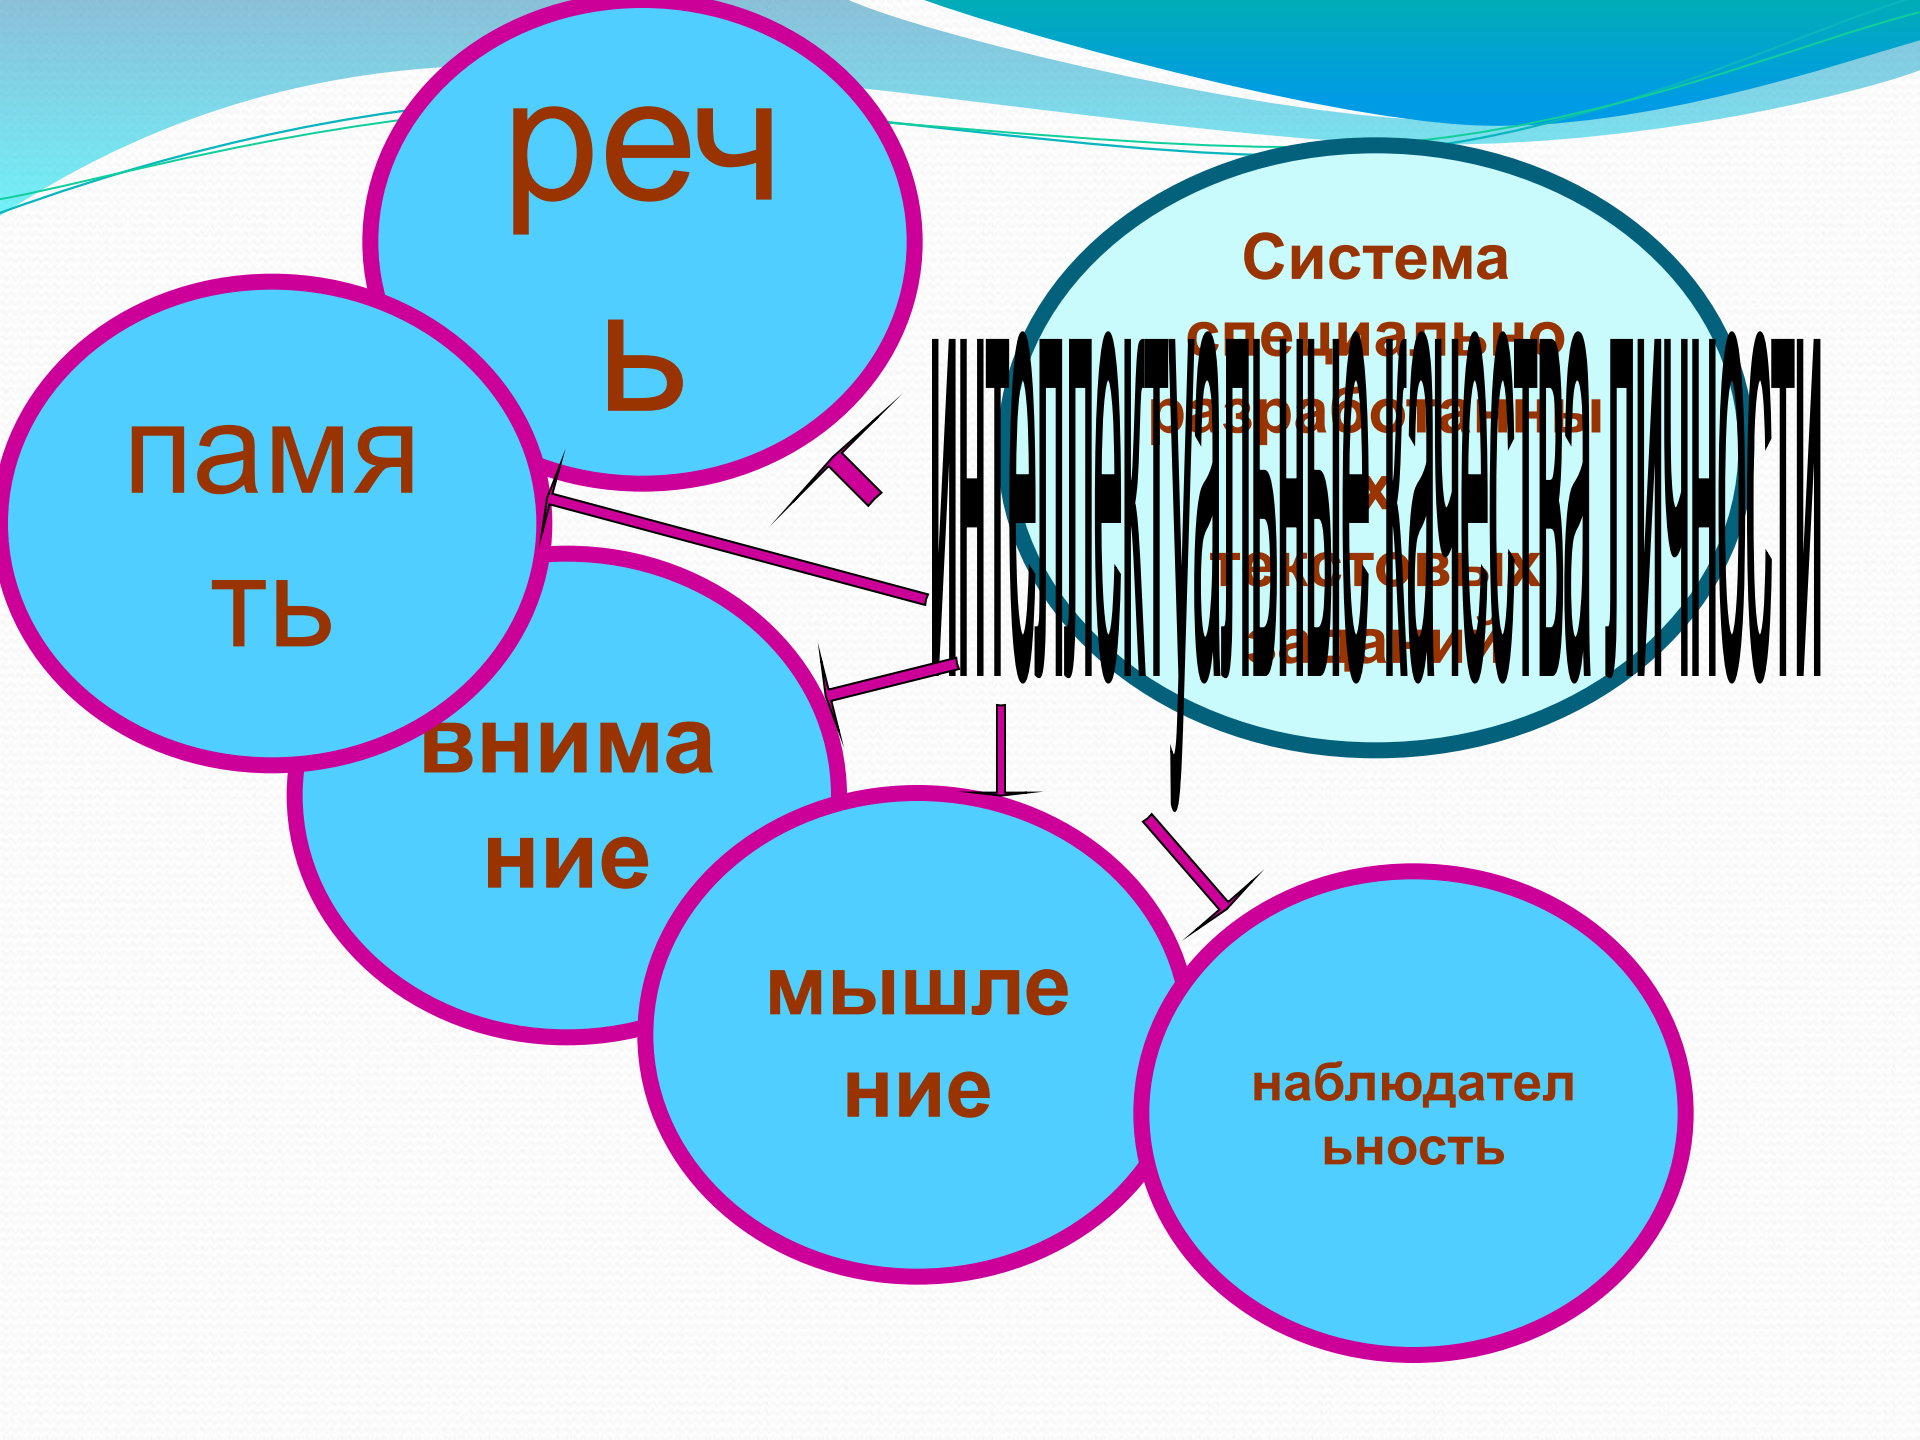 реч
ь
Система
специально
разработанны
х
текстовых
заданий
интеллектуальные качества личности
памя
ть
внима
ние
мышле
ние
наблюдател
ьность